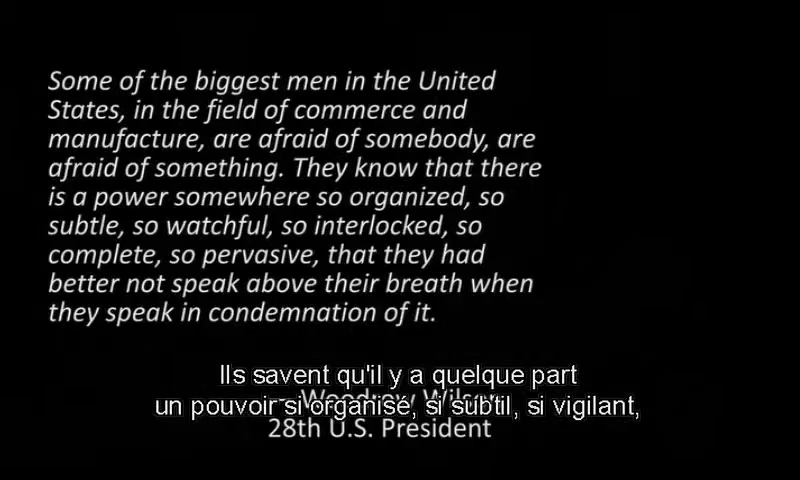 Some of the biggest men in the United
States, in the field of commerce and
manufacture, are afraid of somebody, are
afraid of something. They know that there
is a power somewhere so organized, so
subtle, so watchful, so interlocked, so
complete, so pervasive, that they had
better not speak above their breath when
they speak in condemnation of it.
Ils savent qu'il y a quelque part
-- Woodrow Wilson
un pouvoir si organisé, si subtil, si vigilant,
28th U.S. President